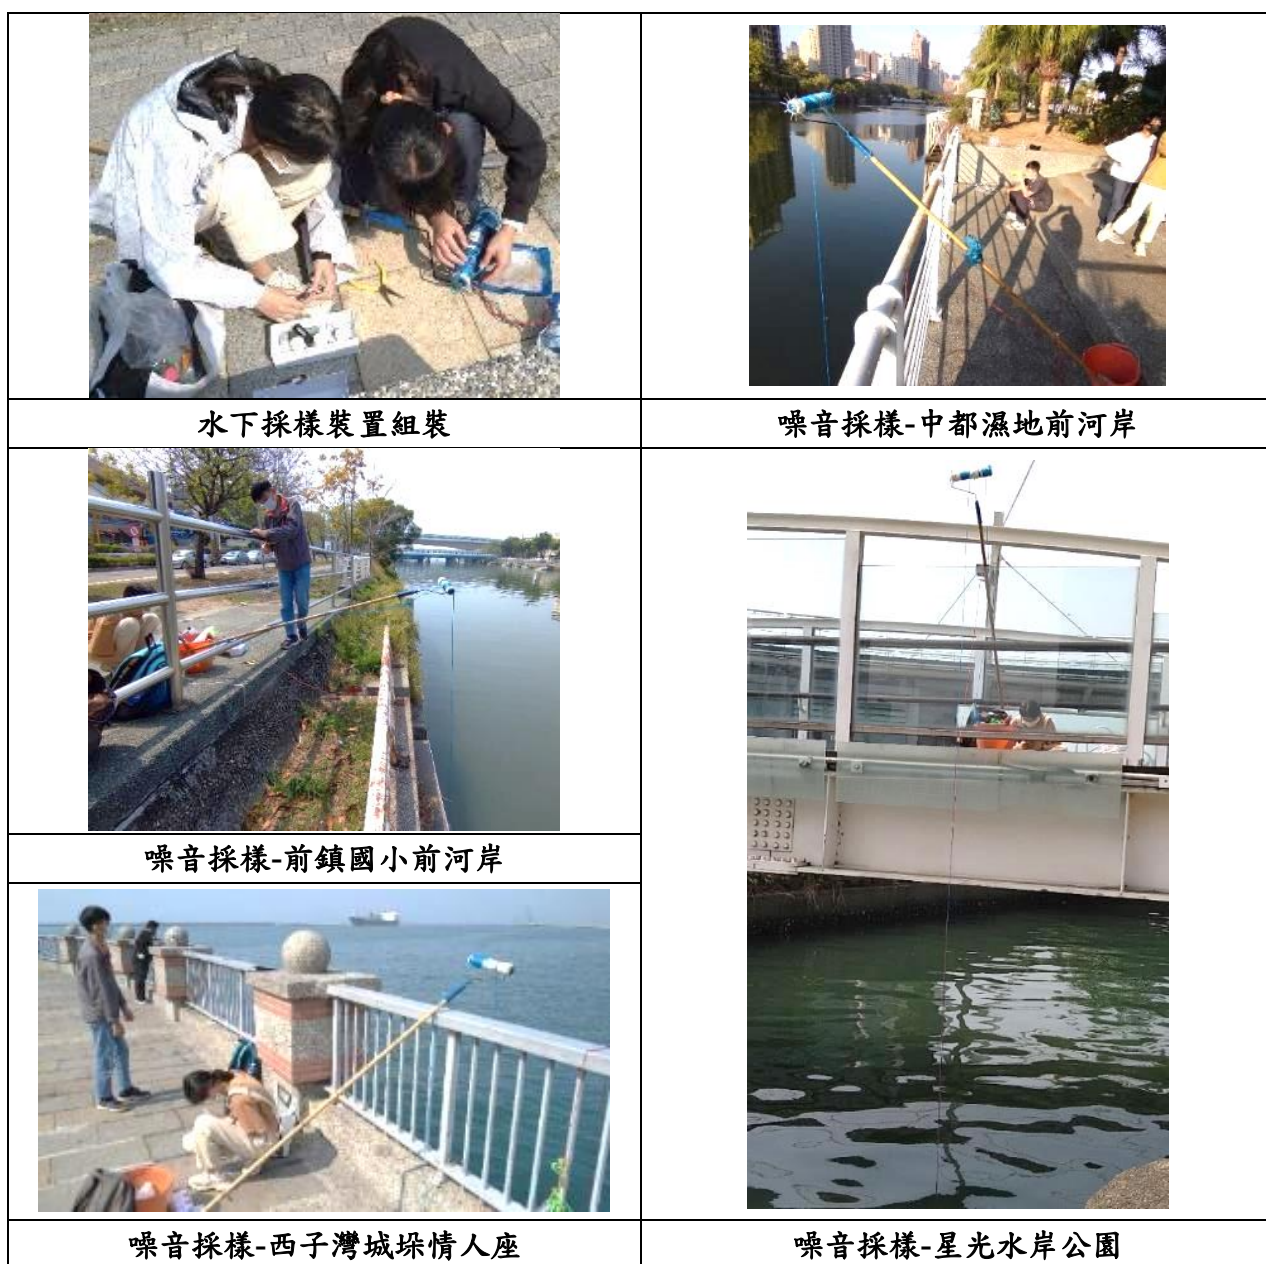 水下採樣裝置組裝
噪音採樣-中都濕地前河岸
噪音採樣-前鎮國小前河岸
噪音採樣-西子灣城垛情人座
噪音採樣-星光水岸公園